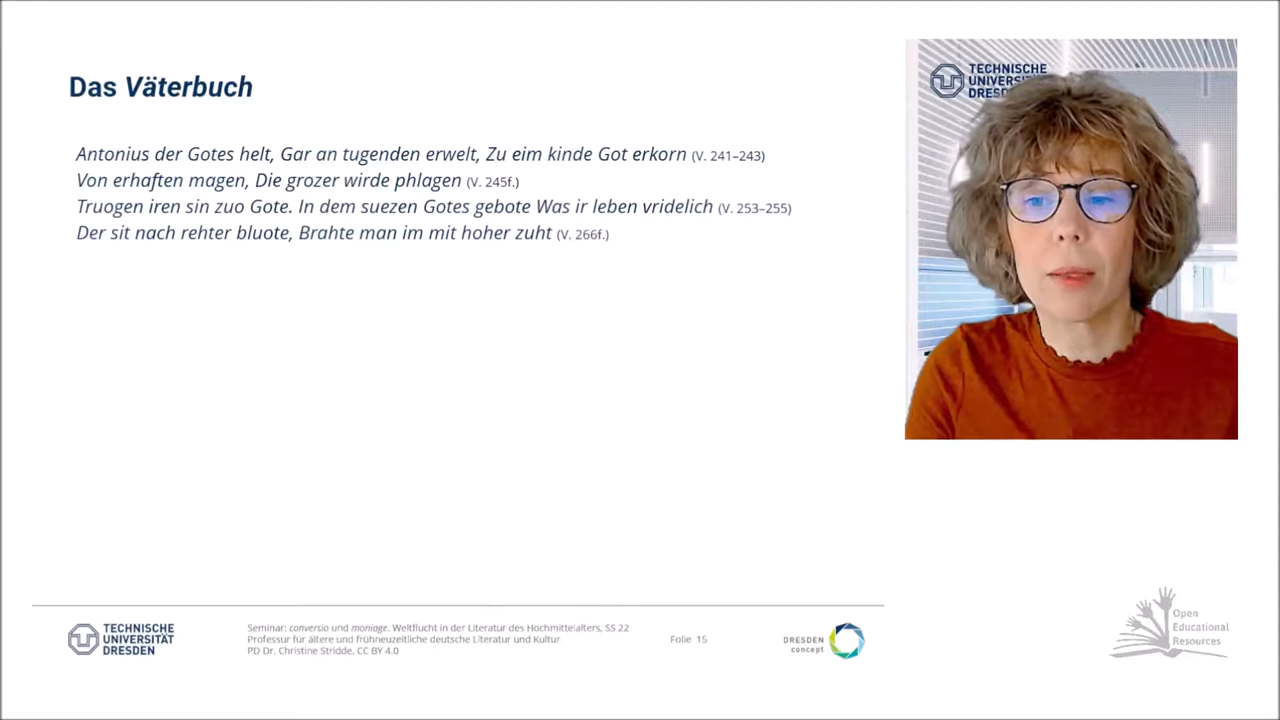 Das Väterbuch
Antonius der Gotes helt, Gar an tugenden erwelt, Zu eim kinde Got erkorn (V. 241–243)
Von erhaften magen, Die grozer wirde phlagen (V. 245f.)
Truogen iren sin zuo Gote. In dem suezen Gotes gebote Was ir leben vridelich (V. 253–255)
Der sit nach rehter bluote, Brahte man im mit hoher zuht (V. 266f.)
TECHNISCHE
DRESDEN
concept
TECHNISCHE
UNIVERSITÄT
DRESDEN
Seminar: conversio und moniage. Weltflucht in der Literatur des Hochmittelalters, SS 22
Professur für ältere und frühneuzeitliche deutsche Literatur und Kultur
PD Dr. Christine Stridde, CC BY 4.0
Folie 15
Open
Educational
Resources